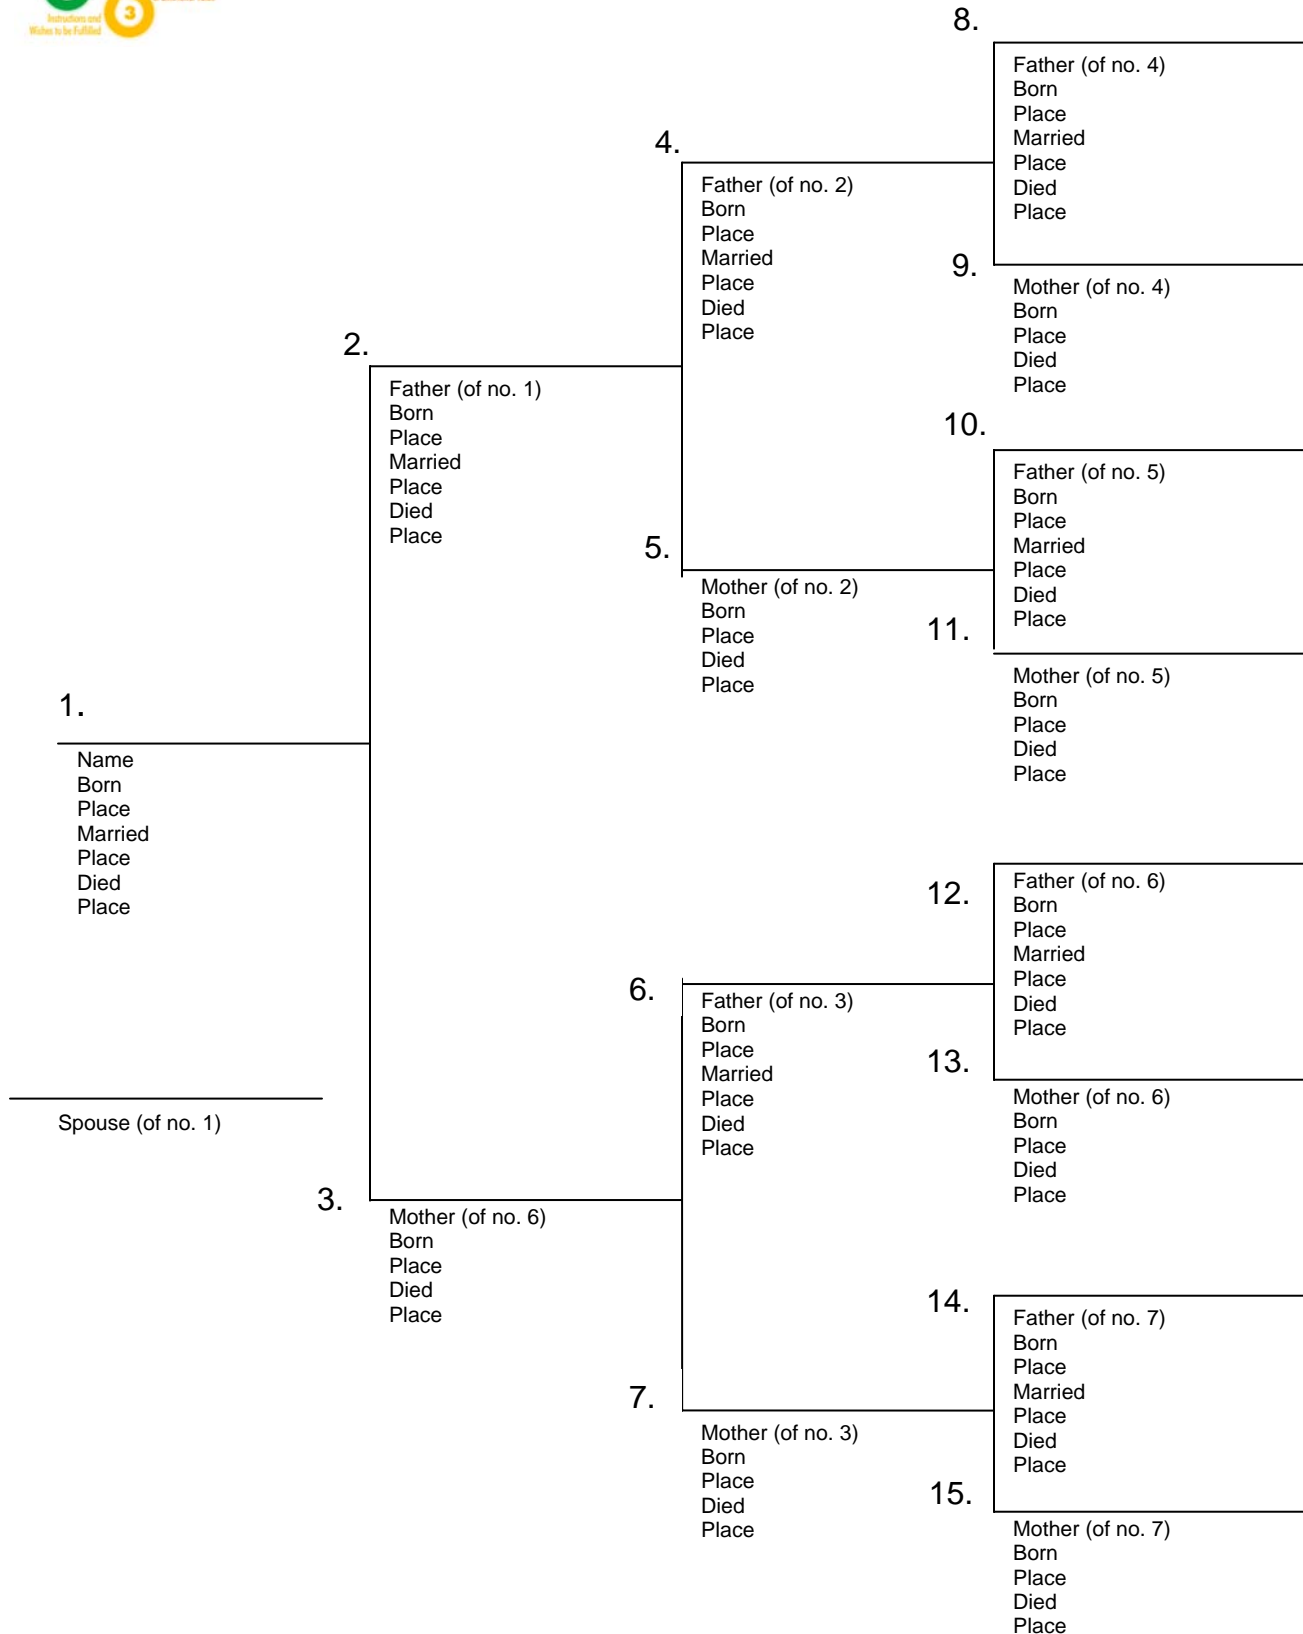 Instructions and
Wishes to be Fulfilled
3
8.
Father (of no. 4)
Born
Place
Married
Place
Died
Place
4.
Father (of no. 2)
Born
Place
Married
Place
Died
Place
9.
Mother (of no. 4)
Born
Place
Died
Place
2.
Father (of no. 1)
Born
Place
Married
Place
Died
Place
10.
Father (of no. 5)
Born
Place
Married
Place
Died
Place
5.
Mother (of no. 2)
Born
Place
Died
Place
11.
Mother (of no. 5)
Born
Place
Died
Place
1.
Name
Born
Place
Married
Place
Died
Place
12.
Father (of no. 6)
Born
Place
Married
Place
Died
Place
6.
Father (of no. 3)
Born
Place
Married
Place
Died
Place
13.
Mother (of no. 6)
Born
Place
Died
Place
Spouse (of no. 1)
3.
Mother (of no. 6)
Born
Place
Died
Place
14.
Father (of no. 7)
Born
Place
Married
Place
Died
Place
7.
Mother (of no. 3)
Born
Place
Died
Place
15.
Mother (of no. 7)
Born
Place
Died
Place